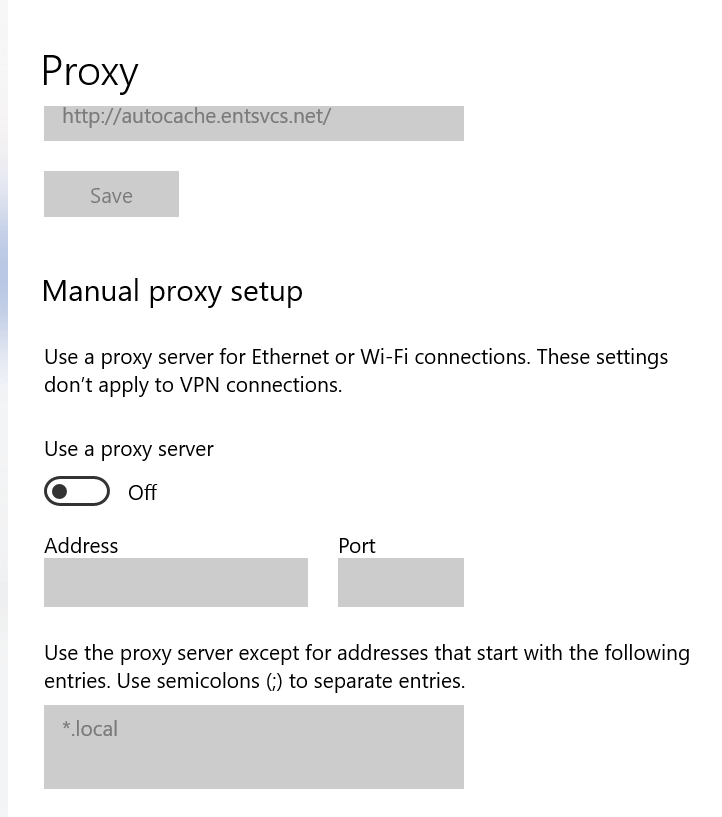 Proxy
http://autocache.entsvcs.net/
Save
Manual proxy setup
Use a proxy server for Ethernet or Wi-Fi connections. These settings
don't apply to VPN connections.
Use a proxy server
Off
Address Port
Use the proxy server except for addresses that start with the following
entries. Use semicolons (;) to separate entries.
*.local